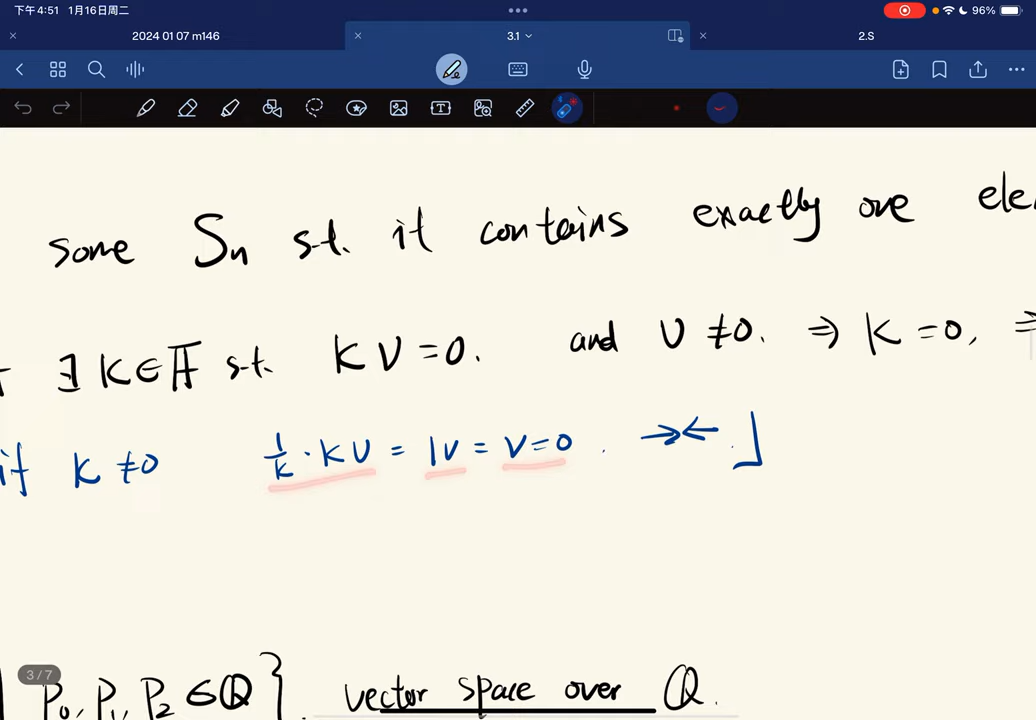 下午4:51 1月16日周二
96%
2024 01 07 m146
3.1
2.S
some Sn s.t. it contains exactly one ele
∃ K ∈ 𝔽 s.t. K v = 0. and v ≠ 0. ⇒ K = 0, ⇒
if K ≠ 0 1/K · K v = 1v = v = 0. →← ⌋
3/7
P₀, P₁, P₂ ∈ ℚ }. vector space over ℚ.